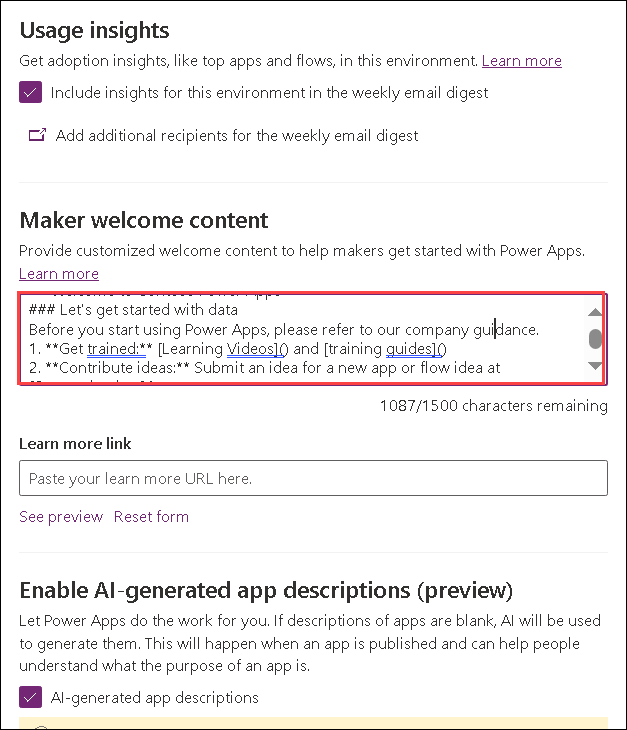 Usage insights
Get adoption insights, like top apps and flows, in this environment. Learn more
Include insights for this environment in the weekly email digest
Add additional recipients for the weekly email digest
Maker welcome content
Provide customized welcome content to help makers get started with Power Apps.
Learn more
### Let's get started with data
Before you start using Power Apps, please refer to our company guidance.
1. **Get trained:** [Learning Videos]() and [training guides]()
2. **Contribute ideas:** Submit an idea for a new app or flow idea at
1087/1500 characters remaining
Learn more link
Paste your learn more URL here.
See preview Reset form
Enable AI-generated app descriptions (preview)
Let Power Apps do the work for you. If descriptions of apps are blank, AI will be used
to generate them. This will happen when an app is published and can help people
understand what the purpose of an app is.
AI-generated app descriptions